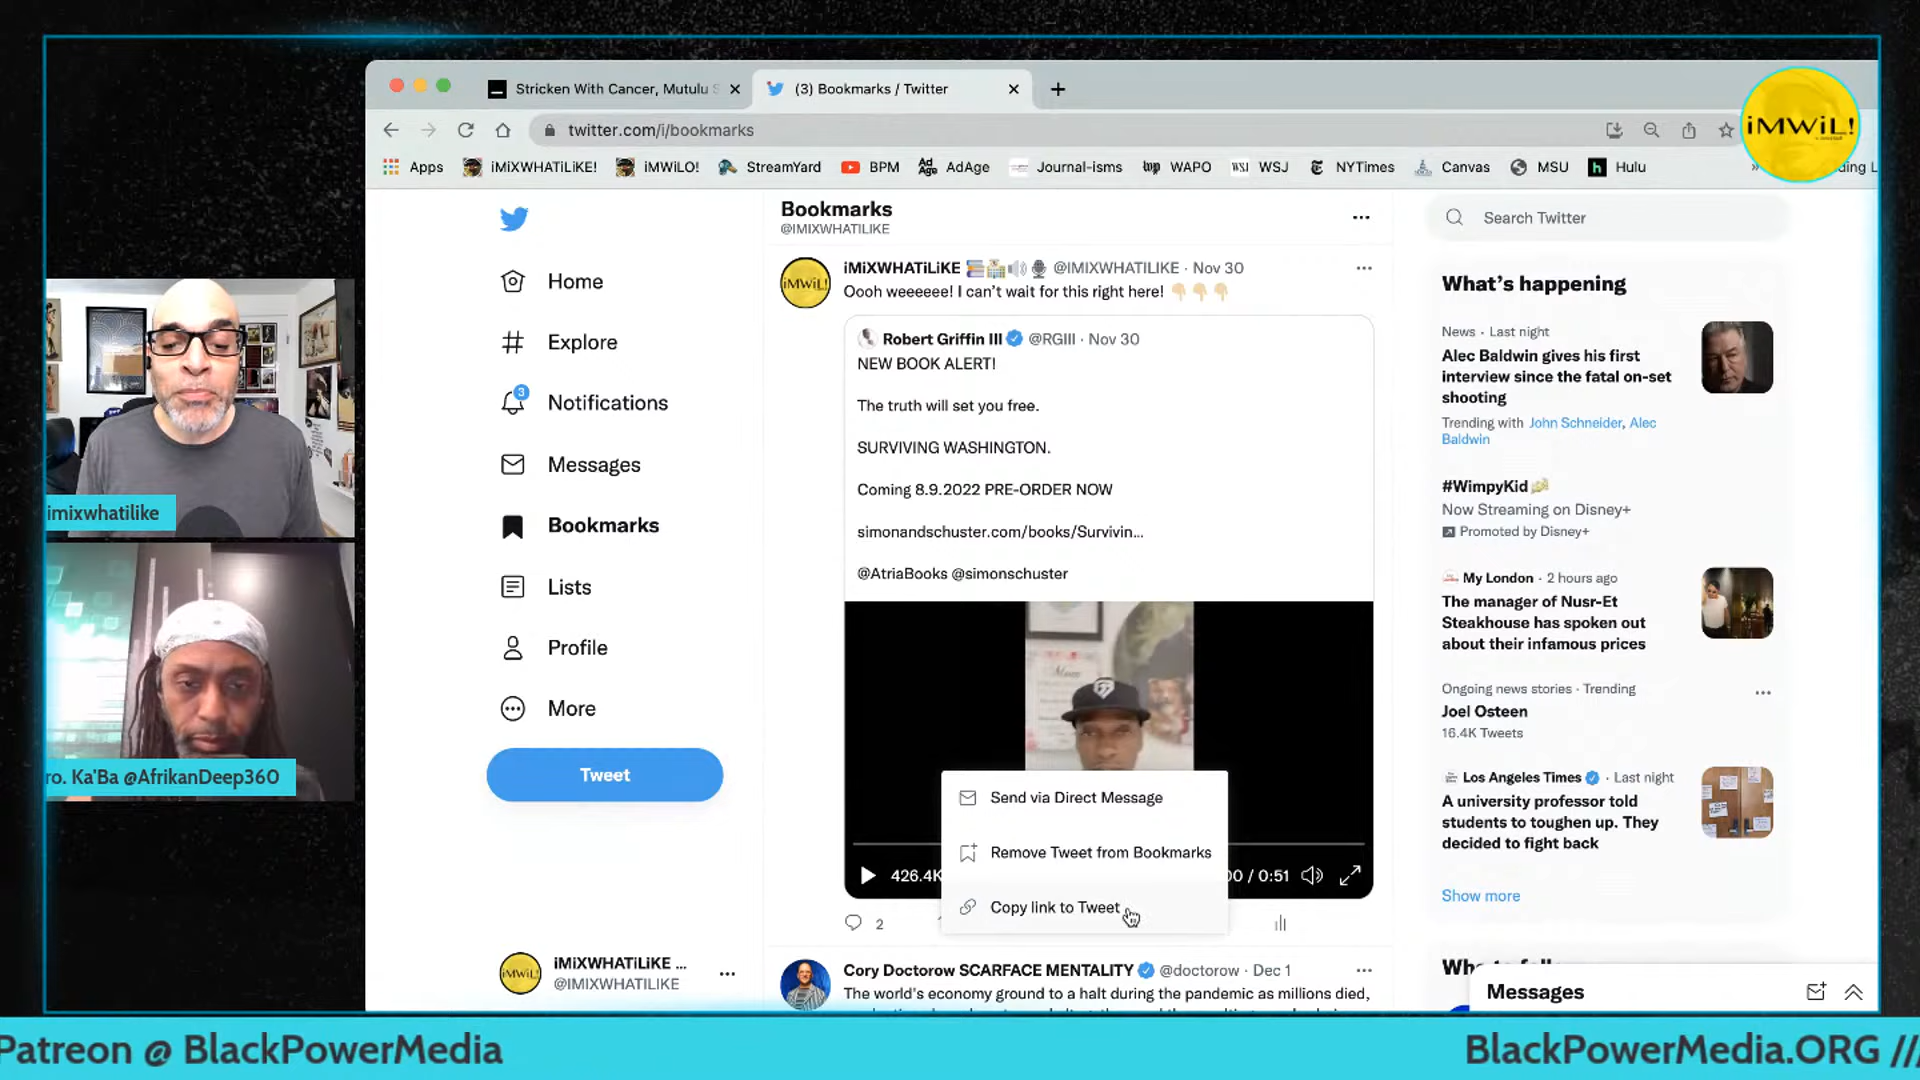 Stricken With Cancer, Mutulu S
(3) Bookmarks / Twitter
twitter.com/i/bookmarks
iMWiL!
Apps
iMiXWHATiLiKE!
iMWiLO!
StreamYard
BPM
Ad Age
AdAge
Journal-isms
wp
WAPO
WSJ
WSJ
NYTimes
Canvas
MSU
h
Hulu
»
ing L
Home
Explore
3
Notifications
Messages
Bookmarks
Lists
Profile
More
Tweet
iMWiL!
iMiXWHATiLiKE ...
@IMIXWHATILIKE
Bookmarks
@IMIXWHATILIKE
iMWiL!
iMiXWHATiLiKE 📚🏫🔊🎙 @IMIXWHATILIKE · Nov 30
Oooh weeeeee! I can't wait for this right here! 👇🏼👇🏼👇🏼
Robert Griffin III @RGIII · Nov 30
NEW BOOK ALERT!
The truth will set you free.
SURVIVING WASHINGTON.
Coming 8.9.2022 PRE-ORDER NOW
simonandschuster.com/books/Survivin...
@AtriaBooks @simonschuster
Send via Direct Message
Remove Tweet from Bookmarks
Copy link to Tweet
426.4K
00 / 0:51
2
Cory Doctorow SCARFACE MENTALITY @doctorow · Dec 1
The world's economy ground to a halt during the pandemic as millions died,
Search Twitter
What's happening
News · Last night
Alec Baldwin gives his first
interview since the fatal on-set
shooting
Trending with John Schneider, Alec
Baldwin
#WimpyKid
Now Streaming on Disney+
Promoted by Disney+
My London · 2 hours ago
The manager of Nusr-Et
Steakhouse has spoken out
about their infamous prices
Ongoing news stories · Trending
Joel Osteen
16.4K Tweets
Los Angeles Times · Last night
A university professor told
students to toughen up. They
decided to fight back
Show more
Messages
imixwhatilike
ro. Ka'Ba @AfrikanDeep360
Patreon @ BlackPowerMedia
BlackPowerMedia.ORG ///